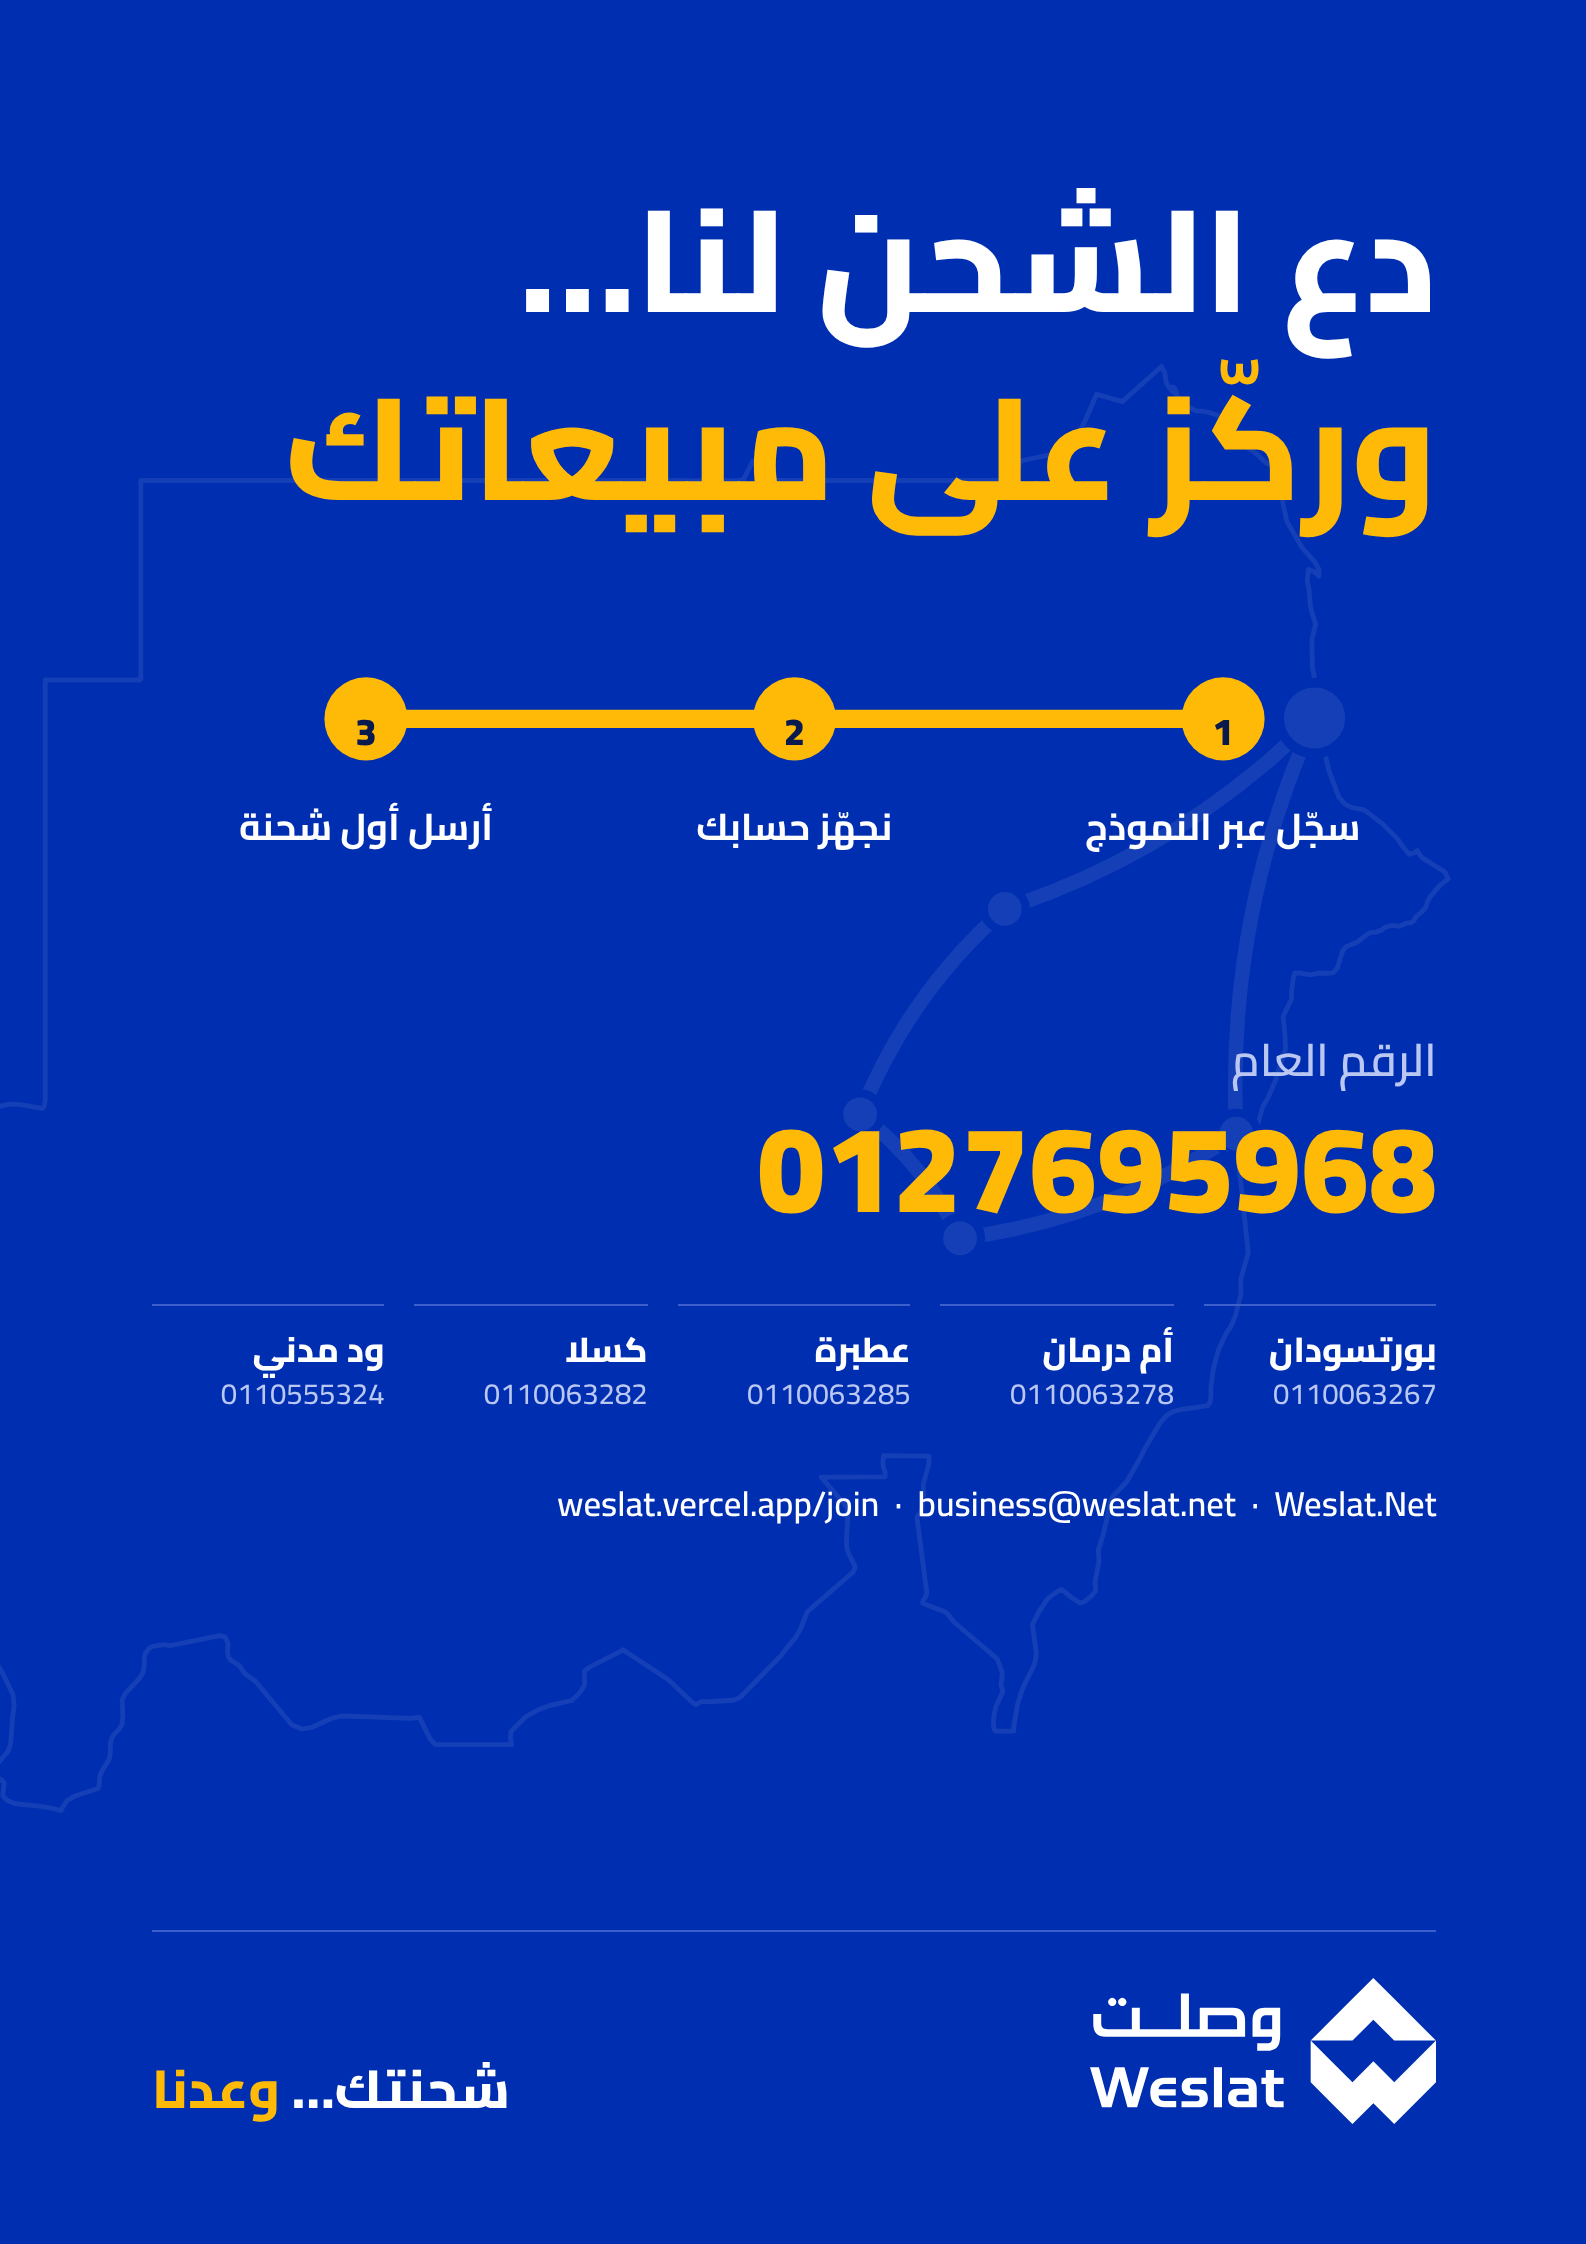 دع الشحن لنا...
وركّز على مبيعاتك
1 2 3
سجّل عبر النموذج نجهّز حسابك أرسل أول شحنة
الرقم العام
0127695968
بورتسودان أم درمان عطبرة كسلا ود مدني
0110063267 0110063278 0110063285 0110063282 0110555324
weslat.vercel.app/join · business@weslat.net · Weslat.Net
وصلـت
Weslat
شحنتك... وعدنا